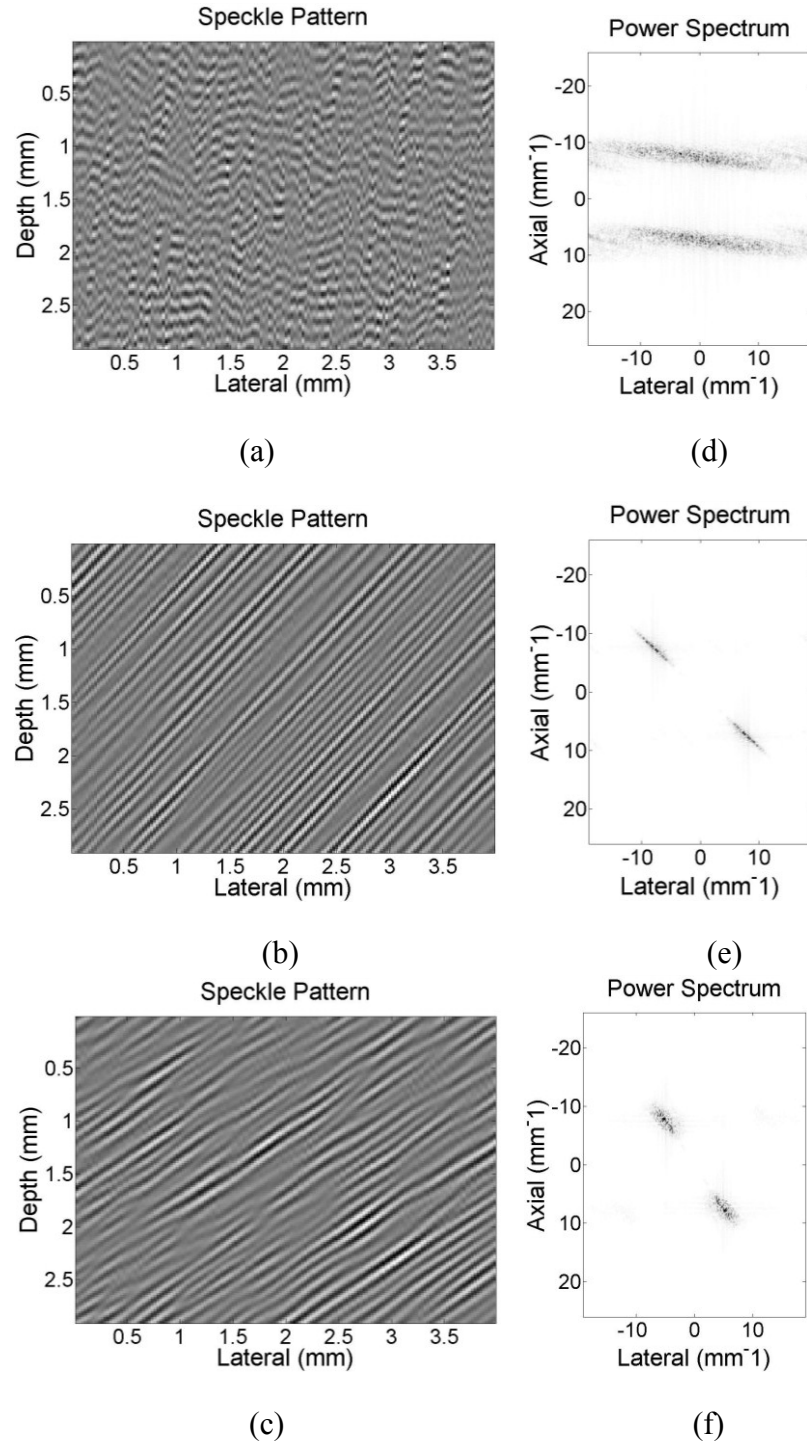 Speckle Pattern
Depth (mm)
0.5
1
1.5
2
2.5
0.5 1 1.5 2 2.5 3 3.5
Lateral (mm)
(a)
Power Spectrum
Axial (mm-1)
-20
-10
0
10
20
-10 0 10
Lateral (mm-1)
(d)
Speckle Pattern
Depth (mm)
0.5
1
1.5
2
2.5
0.5 1 1.5 2 2.5 3 3.5
Lateral (mm)
(b)
Power Spectrum
Axial (mm-1)
-20
-10
0
10
20
-10 0 10
Lateral (mm-1)
(e)
Speckle Pattern
Depth (mm)
0.5
1
1.5
2
2.5
0.5 1 1.5 2 2.5 3 3.5
Lateral (mm)
(c)
Power Spectrum
Axial (mm-1)
-20
-10
0
10
20
-10 0 10
Lateral (mm-1)
(f)